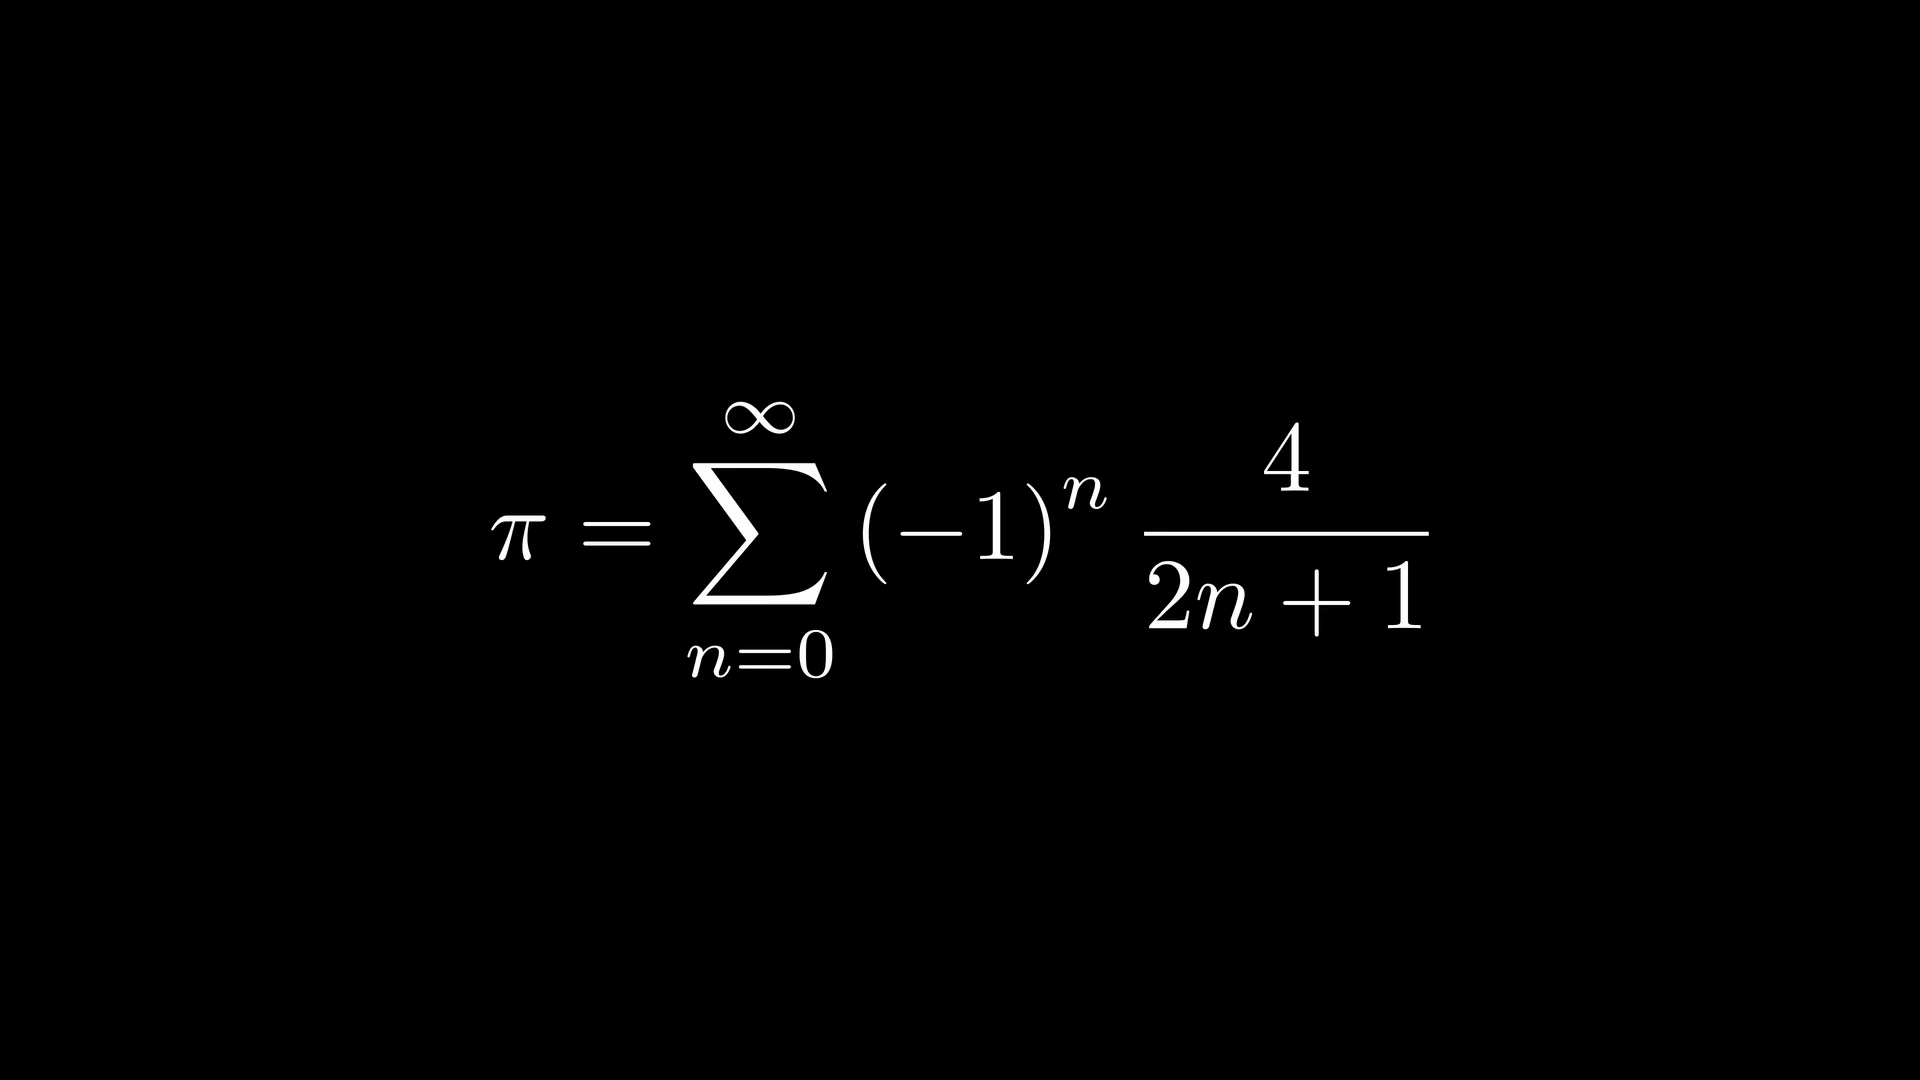 π = ∑_{n=0}^{∞} (−1)^n 4/(2n + 1)